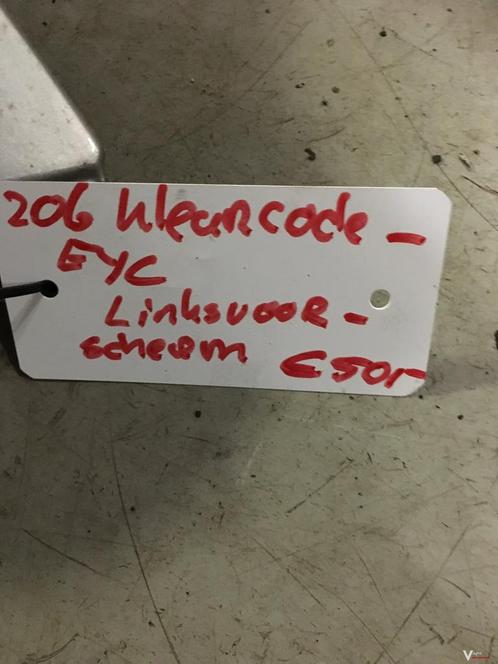 206 kleurcode -
EYC
Linksvoor -
scherm €50,-